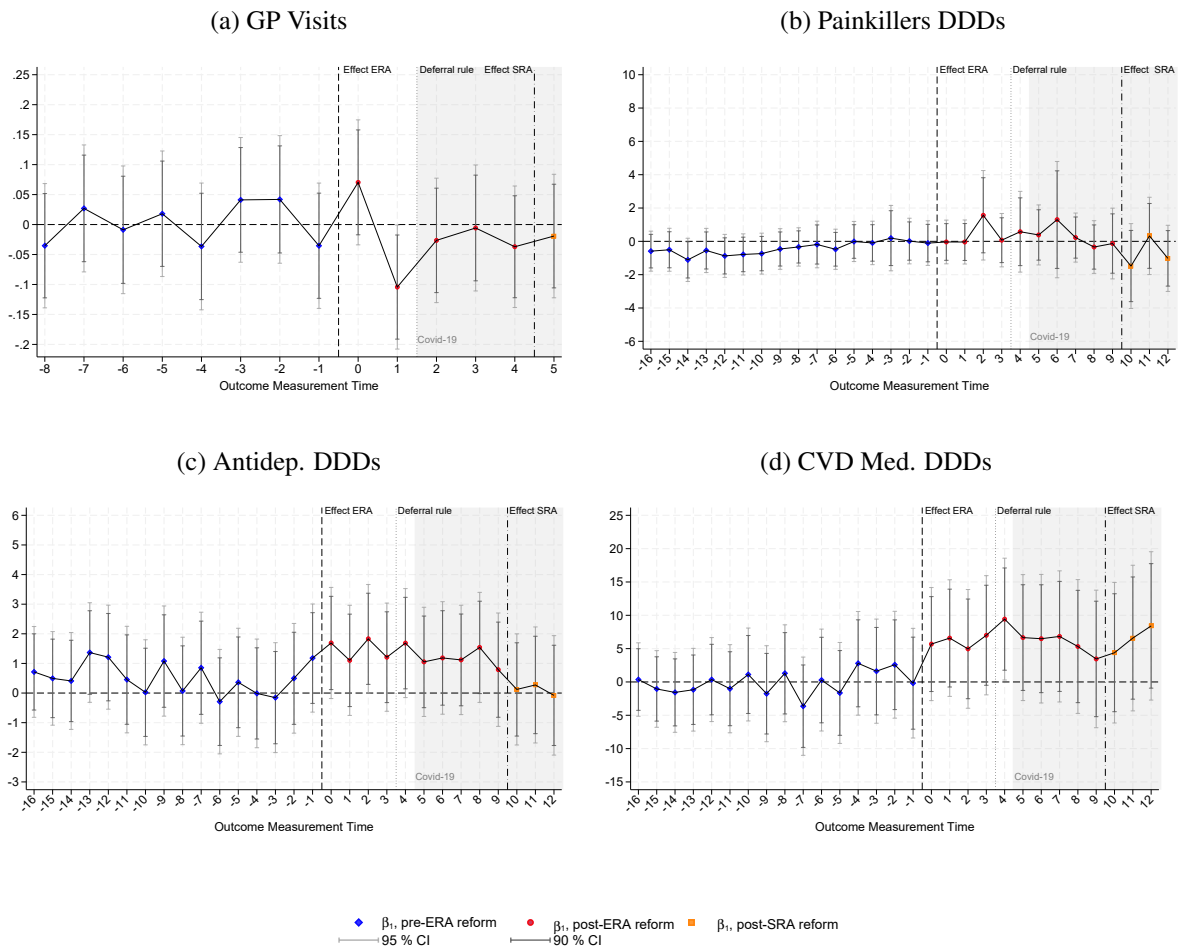 (a) GP Visits
Effect ERA
Deferral rule
Effect SRA
.25
.2
.15
.1
.05
0
-.05
-.1
-.15
-.2
Covid-19
-8 -7 -6 -5 -4 -3 -2 -1 0 1 2 3 4 5
Outcome Measurement Time
(b) Painkillers DDDs
Effect ERA
Deferral rule
Effect SRA
10
8
6
4
2
0
-2
-4
-6
Covid-19
-16 -15 -14 -13 -12 -11 -10 -9 -8 -7 -6 -5 -4 -3 -2 -1 0 1 2 3 4 5 6 7 8 9 10 11 12
Outcome Measurement Time
(c) Antidep. DDDs
Effect ERA
Deferral rule
Effect SRA
6
5
4
3
2
1
0
-1
-2
-3
Covid-19
-16 -15 -14 -13 -12 -11 -10 -9 -8 -7 -6 -5 -4 -3 -2 -1 0 1 2 3 4 5 6 7 8 9 10 11 12
Outcome Measurement Time
(d) CVD Med. DDDs
Effect ERA
Deferral rule
Effect SRA
25
20
15
10
5
0
-5
-10
-15
Covid-19
-16 -15 -14 -13 -12 -11 -10 -9 -8 -7 -6 -5 -4 -3 -2 -1 0 1 2 3 4 5 6 7 8 9 10 11 12
Outcome Measurement Time
β₁, pre-ERA reform
β₁, post-ERA reform
β₁, post-SRA reform
95 % CI
90 % CI